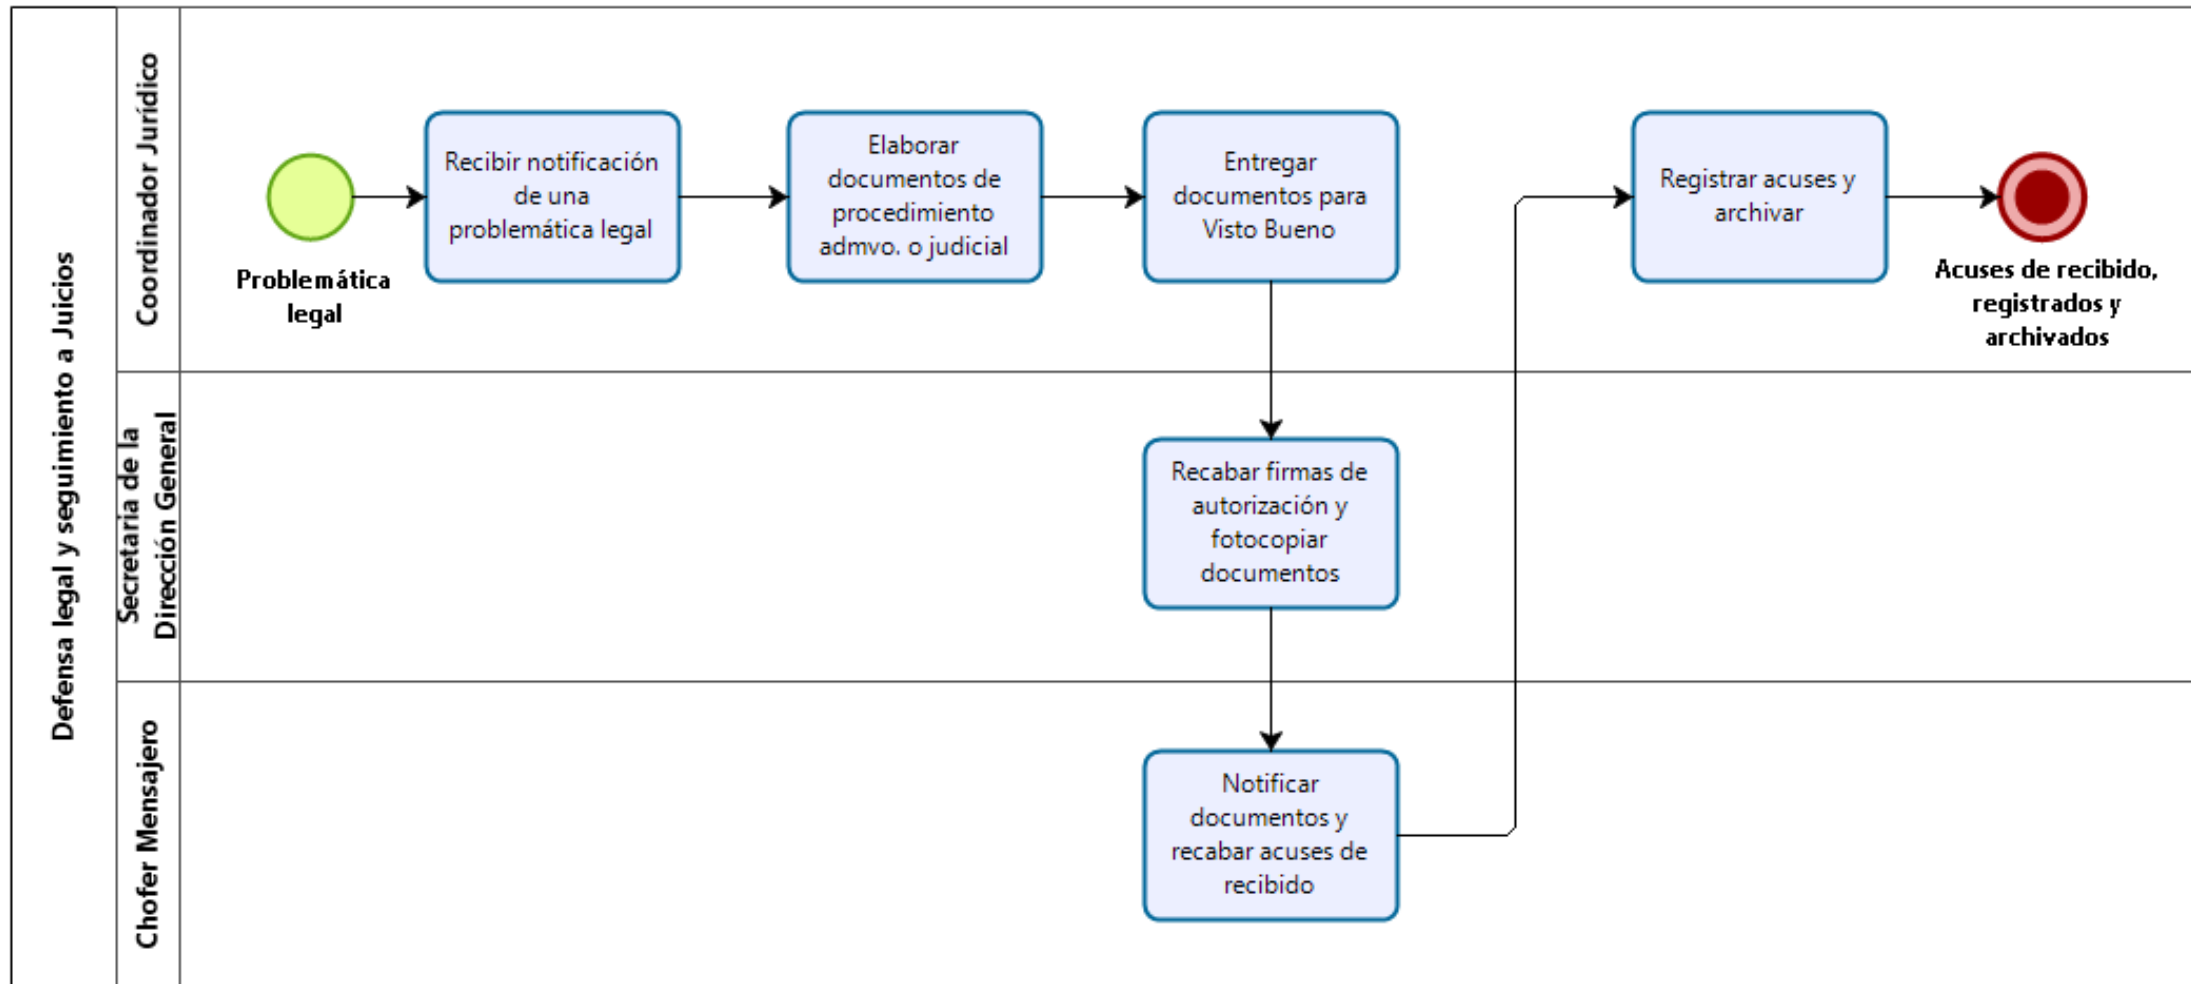 Defensa legal y seguimiento a Juicios
Coordinador Jurídico
Problemática
legal
Recibir notificación
de una
problemática legal
Elaborar
documentos de
procedimiento
admvo. o judicial
Entregar
documentos para
Visto Bueno
Registrar acuses y
archivar
Acuses de recibido,
registrados y
archivados
Secretaria de la
Dirección General
Recabar firmas de
autorización y
fotocopiar
documentos
Chofer Mensajero
Notificar
documentos y
recabar acuses de
recibido